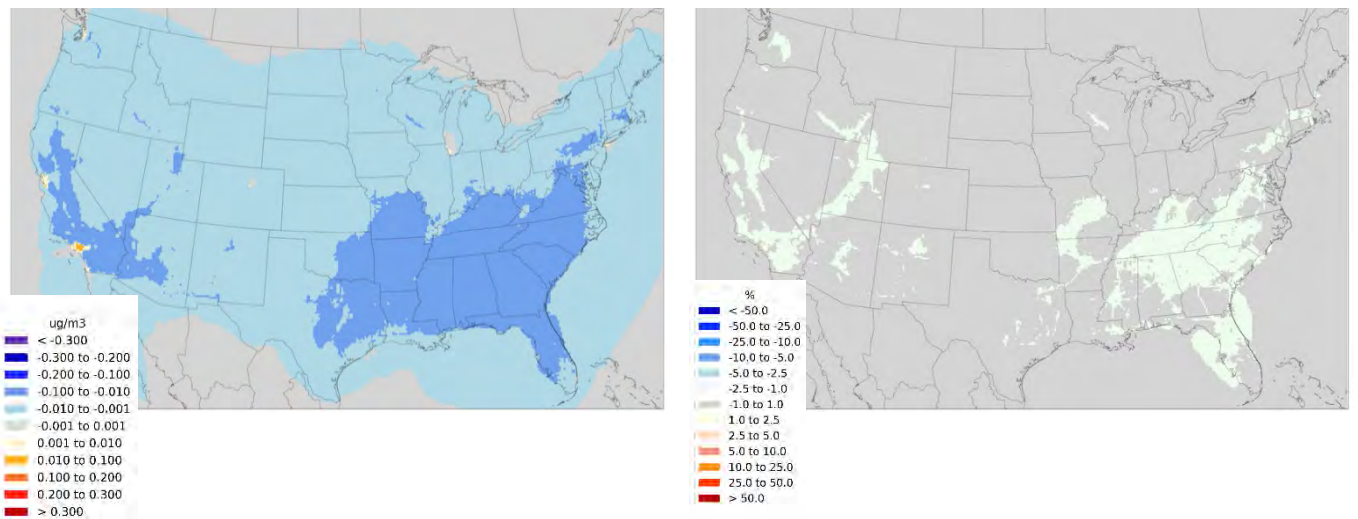 ug/m3
< -0.300
-0.300 to -0.200
-0.200 to -0.100
-0.100 to -0.010
-0.010 to -0.001
-0.001 to 0.001
0.001 to 0.010
0.010 to 0.100
0.100 to 0.200
0.200 to 0.300
> 0.300
%
< -50.0
-50.0 to -25.0
-25.0 to -10.0
-10.0 to -5.0
-5.0 to -2.5
-2.5 to -1.0
-1.0 to 1.0
1.0 to 2.5
2.5 to 5.0
5.0 to 10.0
10.0 to 25.0
25.0 to 50.0
> 50.0